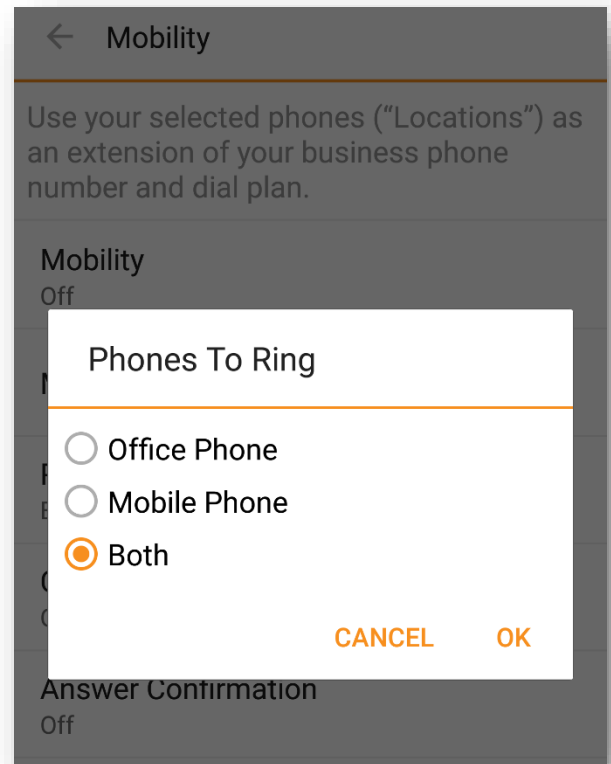 Mobility
Use your selected phones (“Locations”) as
an extension of your business phone
number and dial plan.
Mobility
Off
Phones To Ring
Office Phone
Mobile Phone
Both
CANCEL OK
Answer Confirmation
Off